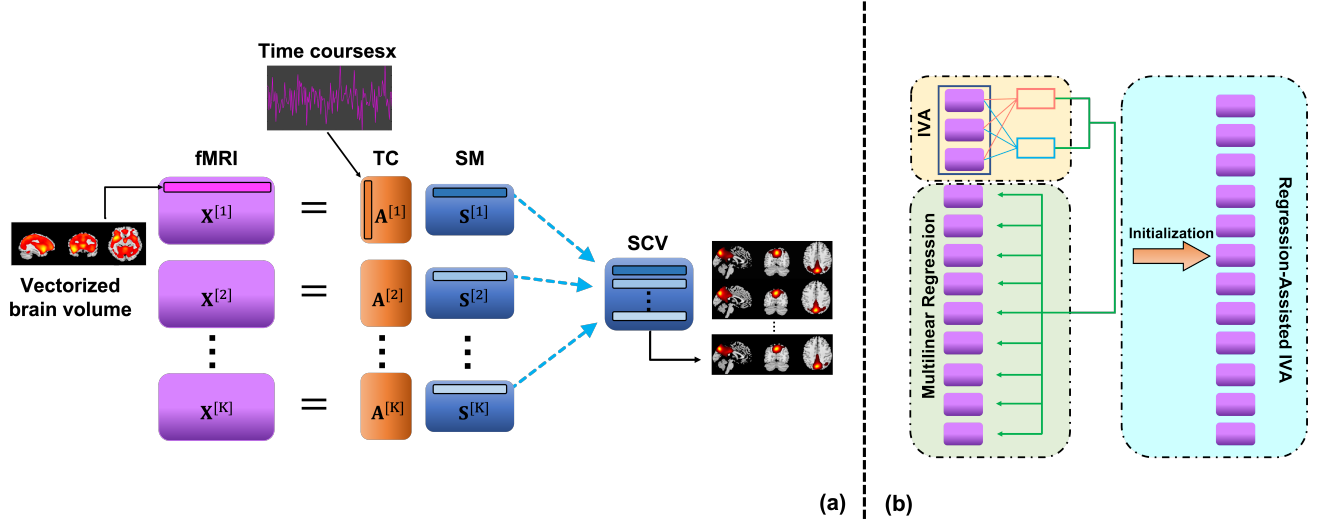 Time coursesx
fMRI
TC
SM
X[1]
=
A[1]
S[1]
SCV
Vectorized
brain volume
X[2]
=
A[2]
S[2]
X[K]
=
A[K]
S[K]
(a)
IVA
Multilinear Regression
Initialization
Regression-Assisted IVA
(b)